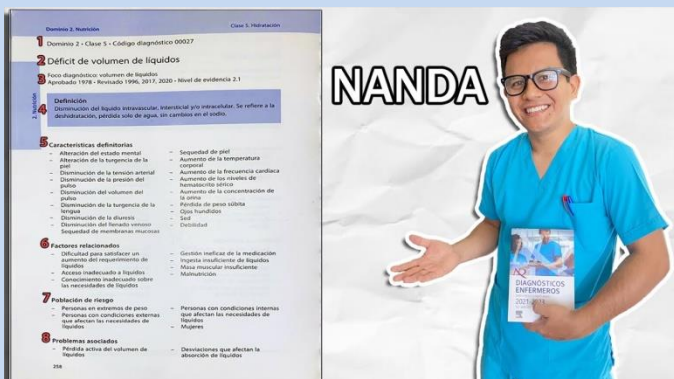 Dominio 2. Nutrición
Clase 5. Hidratación
1 Dominio 2 • Clase 5 • Código diagnóstico 00027
2 Déficit de volumen de líquidos
3 Foco diagnóstico: volumen de líquidos
Aprobado 1978 • Revisado 1996, 2017, 2020 • Nivel de evidencia 2.1
2. Nutrición
4 Definición
Disminución del líquido intravascular, intersticial y/o intracelular. Se refiere a la
deshidratación, pérdida solo de agua, sin cambios en el sodio.
5 Características definitorias
– Alteración del estado mental
– Alteración de la turgencia de la
piel
– Disminución de la tensión arterial
– Disminución de la presión del
pulso
– Disminución del volumen del
pulso
– Disminución de la turgencia de la
lengua
– Disminución de la diuresis
– Disminución del llenado venoso
Sequedad de membranas mucosas
– Sequedad de piel
– Aumento de la temperatura
corporal
– Aumento de la frecuencia cardíaca
– Aumento de los niveles de
hematocrito sérico
– Aumento de la concentración de
la orina
– Pérdida de peso súbita
– Ojos hundidos
– Sed
– Debilidad
6 Factores relacionados
– Dificultad para satisfacer un
aumento del requerimiento de
líquidos
– Acceso inadecuado a líquidos
– Conocimiento inadecuado sobre
las necesidades de líquidos
– Gestión ineficaz de la medicación
– Ingesta insuficiente de líquidos
– Masa muscular insuficiente
– Malnutrición
7 Población de riesgo
– Personas en extremos de peso
– Personas con condiciones externas
que afectan las necesidades de
líquidos
– Personas con condiciones internas
que afectan las necesidades de
líquidos
– Mujeres
8 Problemas asociados
– Pérdida activa del volumen de
líquidos
– Desviaciones que afectan la
absorción de líquidos
258
NANDA
DIAGNÓSTICOS
ENFERMEROS
2021-2023